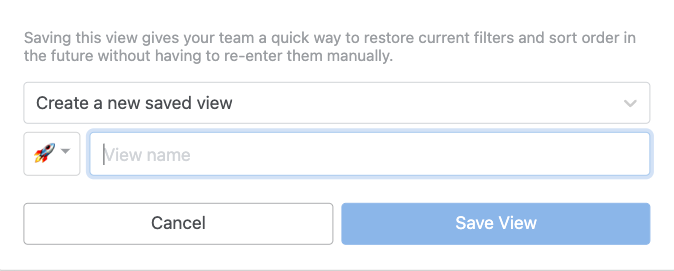 Saving this view gives your team a quick way to restore current filters and sort order in
the future without having to re-enter them manually.
Create a new saved view
View name
Cancel
Save View